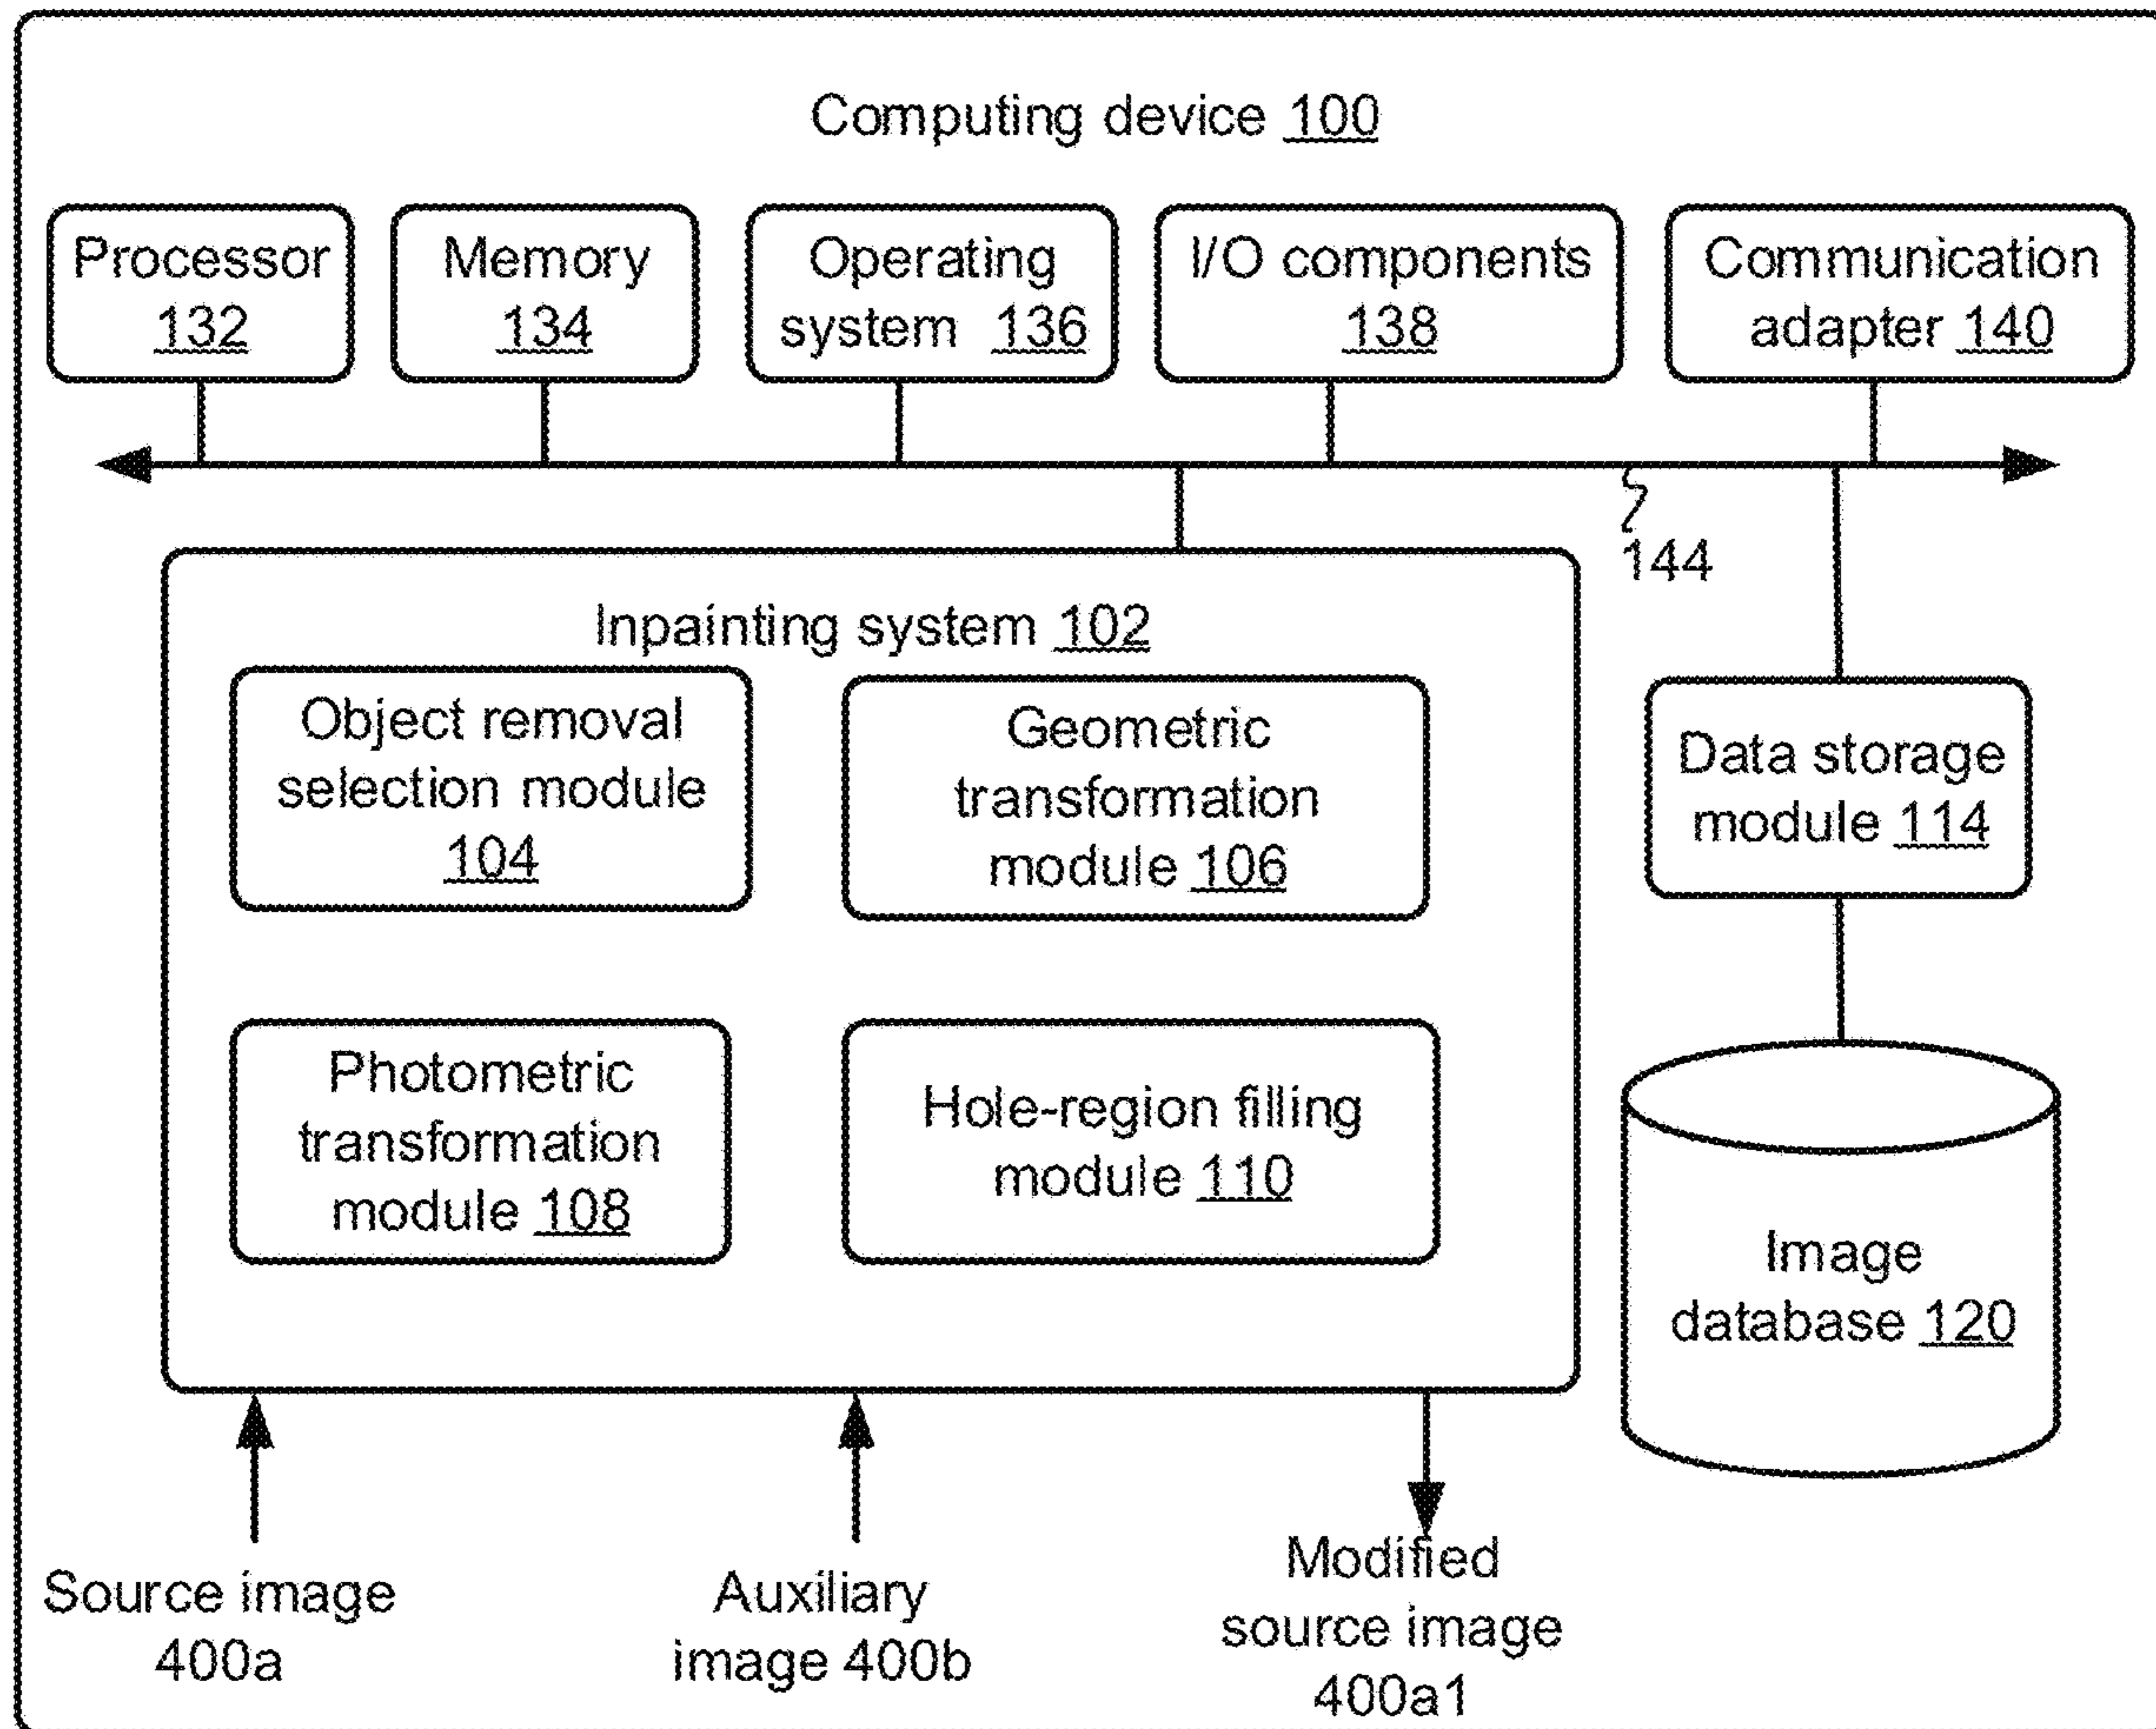 Computing device 100
Processor
132
Memory
134
Operating
system 136
I/O components
138
Communication
adapter 140
144
Inpainting system 102
Object removal
selection module
104
Geometric
transformation
module 106
Data storage
module 114
Photometric
transformation
module 108
Hole-region filling
module 110
Image
database 120
Source image
400a
Auxiliary
image 400b
Modified
source image
400a1